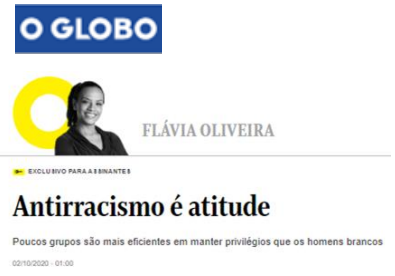 O GLOBO
FLÁVIA OLIVEIRA
EXCLUSIVO PARA ASSINANTES
Antirracismo é atitude
Poucos grupos são mais eficientes em manter privilégios que os homens brancos
02/10/2020 - 01:00